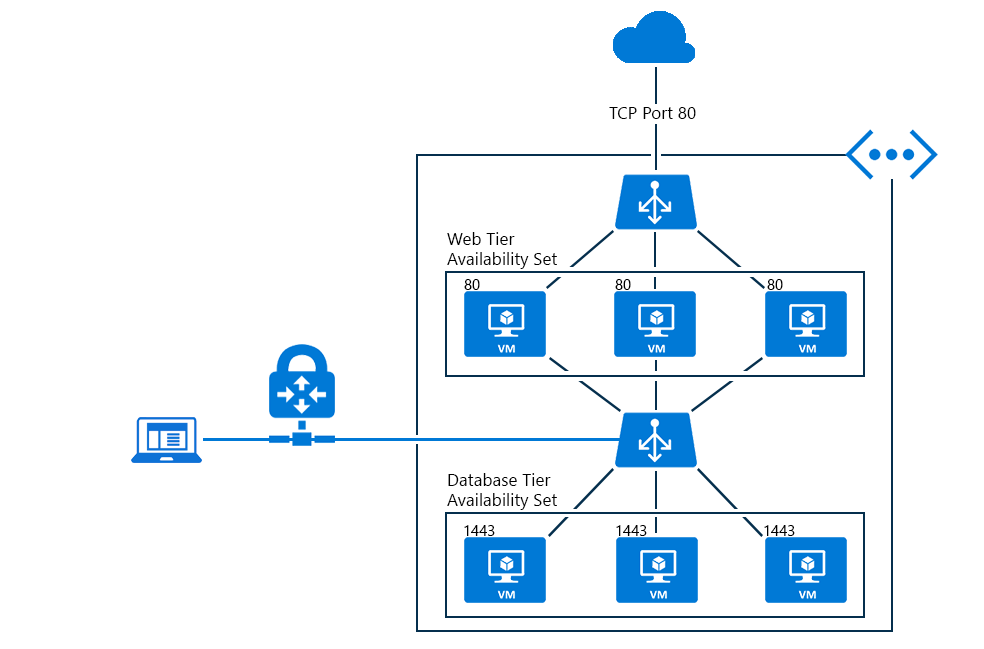 TCP Port 80
Web Tier
Availability Set
80
80
80
VM
VM
VM
Database Tier
Availability Set
1443
1443
1443
VM
VM
VM